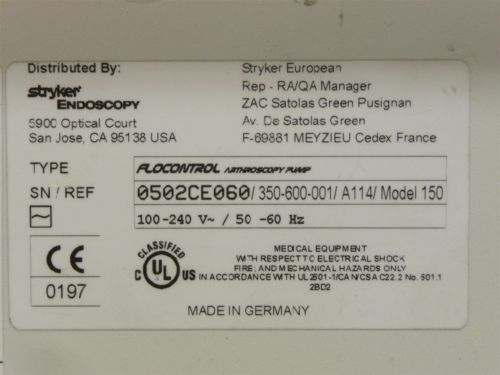 Distributed By:
stryker
ENDOSCOPY
5900 Optical Court
San Jose, CA 95138 USA
Stryker European
Rep - RA/QA Manager
ZAC Satolas Green Pusignan
Av. De Satolas Green
F-69881 MEYZIEU Cedex France
TYPE FLOCONTROL ARTHROSCOPY PUMP
SN / REF 0502CE060/ 350-600-001/ A114/ Model 150
100-240 V~ / 50 -60 Hz
CE
0197
CLASSIFIED
C UL US
MEDICAL EQUIPMENT
WITH RESPECT TO ELECTRICAL SHOCK
FIRE, AND MECHANICAL HAZARDS ONLY
IN ACCORDANCE WITH UL2601-1/CAN/CSA C22.2 No. 601.1
2BD2
MADE IN GERMANY